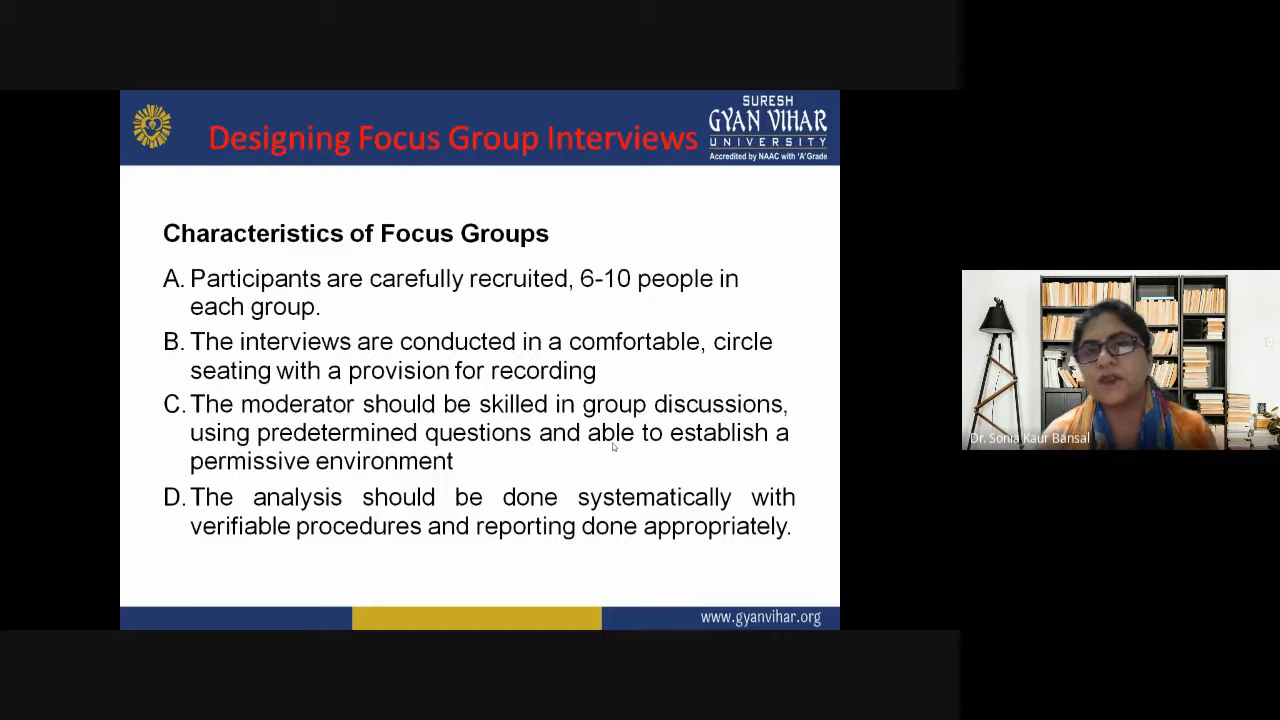 Designing Focus Group Interviews
SURESH
GYAN VIHAR
UNIVERSITY
Accredited by NAAC with 'A' Grade
Characteristics of Focus Groups
A. Participants are carefully recruited, 6-10 people in
each group.
B. The interviews are conducted in a comfortable, circle
seating with a provision for recording
C. The moderator should be skilled in group discussions,
using predetermined questions and able to establish a
permissive environment
D. The analysis should be done systematically with
verifiable procedures and reporting done appropriately.
www.gyanvihar.org
Dr. Sonia Kaur Bansal